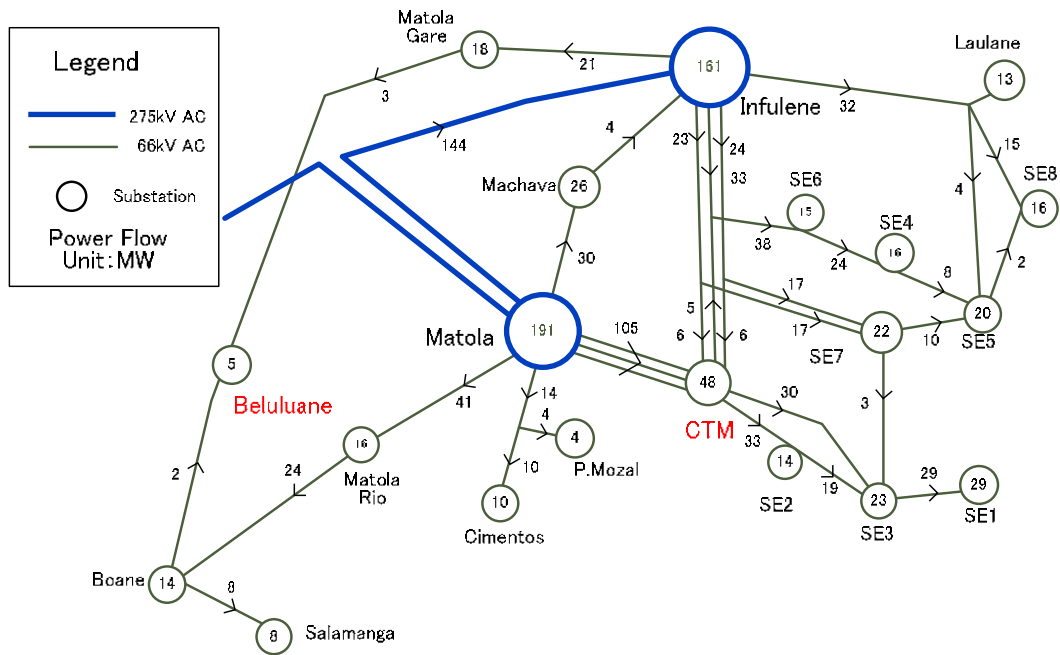 Legend
275kV AC
66kV AC
Substation
Power Flow
Unit:MW
Matola
Gare
18
21
3
161
Infulene
32
Laulane
13
144
4
23
24
33
15
SE8
16
4
Machava
26
SE6
15
SE4
16
38
24
8
2
30
17
17
5
6
6
20
SE5
22
SE7
10
191
Matola
105
48
CTM
5
Beluluane
41
14
4
4
P.Mozal
10
10
Cimentos
30
33
3
16
Matola
Rio
24
14
SE2
19
23
SE3
29
29
SE1
2
Boane
14
8
8
Salamanga